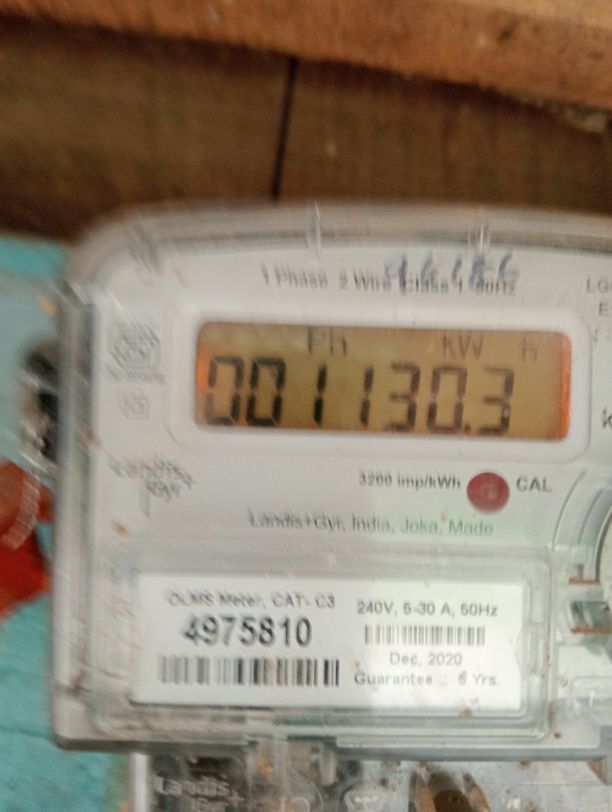 1 Phase 2 Wire Class 1 50Hz
Ph kW h
001130.3
3200 imp/kWh CAL
Landis+Gyr, India, Joka, Made
DLMS Meter, CAT- C3
4975810
240V, 5-30 A, 50Hz
Dec, 2020
Guarantee : 5 Yrs.
Landis